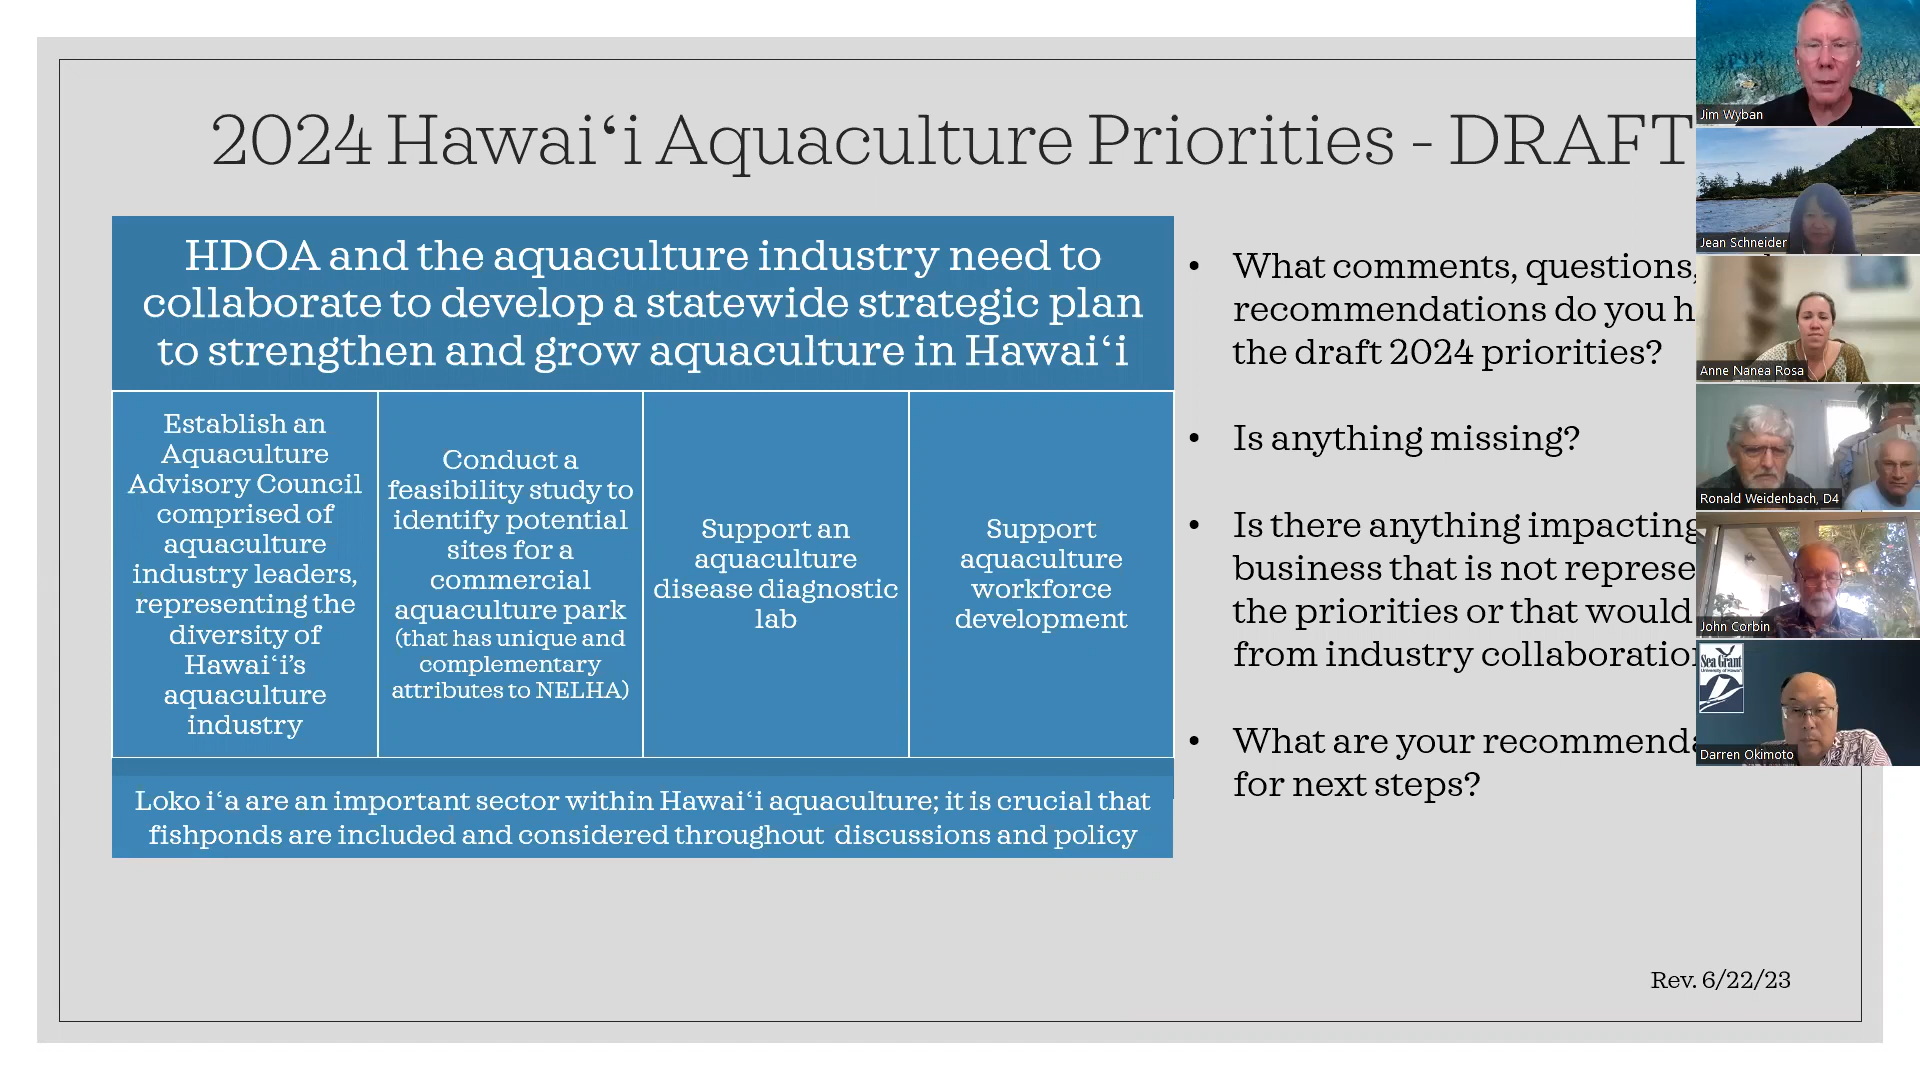 2024 Hawaiʻi Aquaculture Priorities - DRAFT
HDOA and the aquaculture industry need to
collaborate to develop a statewide strategic plan
to strengthen and grow aquaculture in Hawaiʻi
Establish an
Aquaculture
Advisory Council
comprised of
aquaculture
industry leaders,
representing the
diversity of
Hawaiʻi’s
aquaculture
industry
Conduct a
feasibility study to
identify potential
sites for a
commercial
aquaculture park
(that has unique and
complementary
attributes to NELHA)
Support an
aquaculture
disease diagnostic
lab
Support
aquaculture
workforce
development
Loko iʻa are an important sector within Hawaiʻi aquaculture; it is crucial that
fishponds are included and considered throughout discussions and policy
• What comments, questions,
recommendations do you
the draft 2024 priorities?
• Is anything missing?
• Is there anything impacting
business that is not
the priorities or that would
from industry
• What are your
for next steps?
Rev. 6/22/23
Jim Wyban
Jean Schneider
Anne Nanea Rosa
Ronald Weidenbach, D4
John Corbin
Sea Grant
University of Hawaiʻi
Darren Okimoto